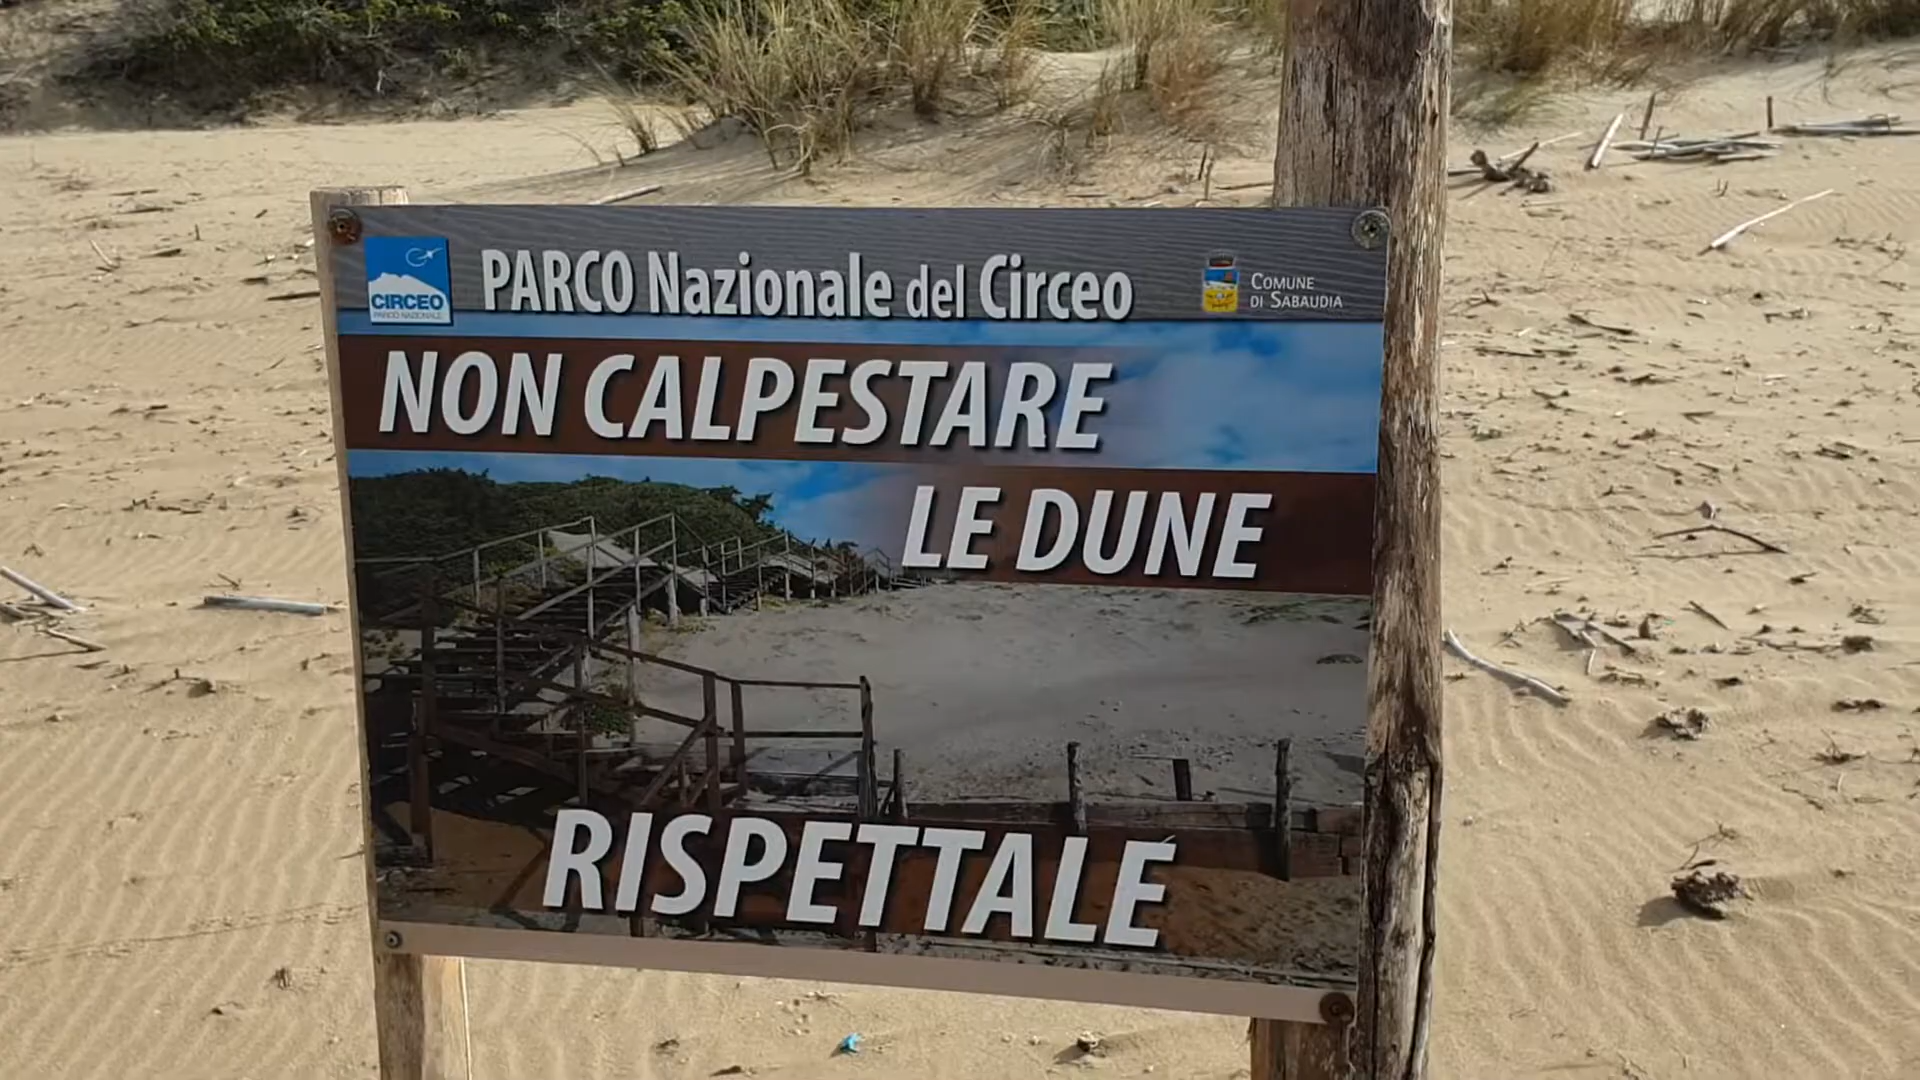 PARCO Nazionale del Circeo
CIRCEO
PARCO NAZIONALE
COMUNE
DI SABAUDIA
NON CALPESTARE
LE DUNE
RISPETTALE